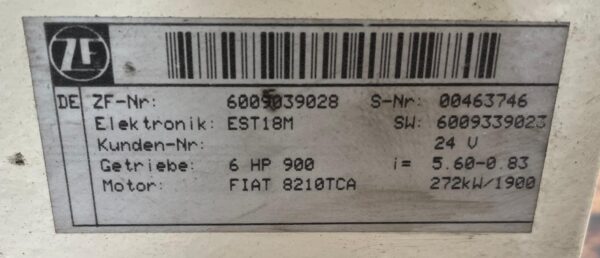 ZF
DE ZF-Nr: 6009039028 S-Nr: 00463746
Elektronik: EST18M SW: 6009339023
Kunden-Nr: 24 V
Getriebe: 6 HP 900 i= 5.60-0.83
Motor: FIAT 8210TCA 272kW/1900